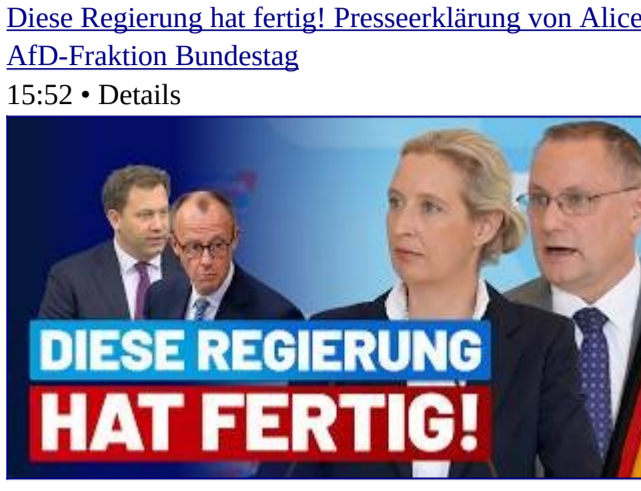 Diese Regierung hat fertig! Presseerklärung von Alice
AfD-Fraktion Bundestag
15:52 • Details
DIESE REGIERUNG
HAT FERTIG!